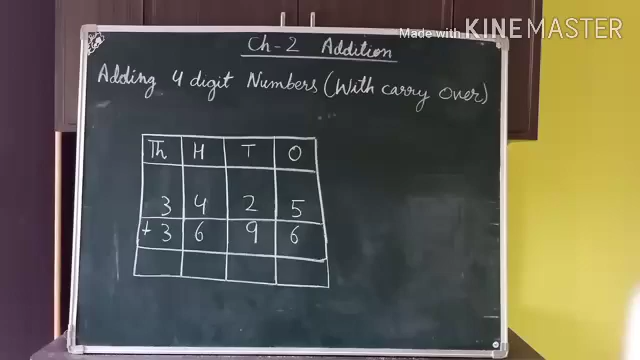 Made with KINEMASTER
Ch-2 Addition
Adding 4 digit Numbers (With carry Over)
Th H T O
3 4 2 5
+ 3 6 9 6